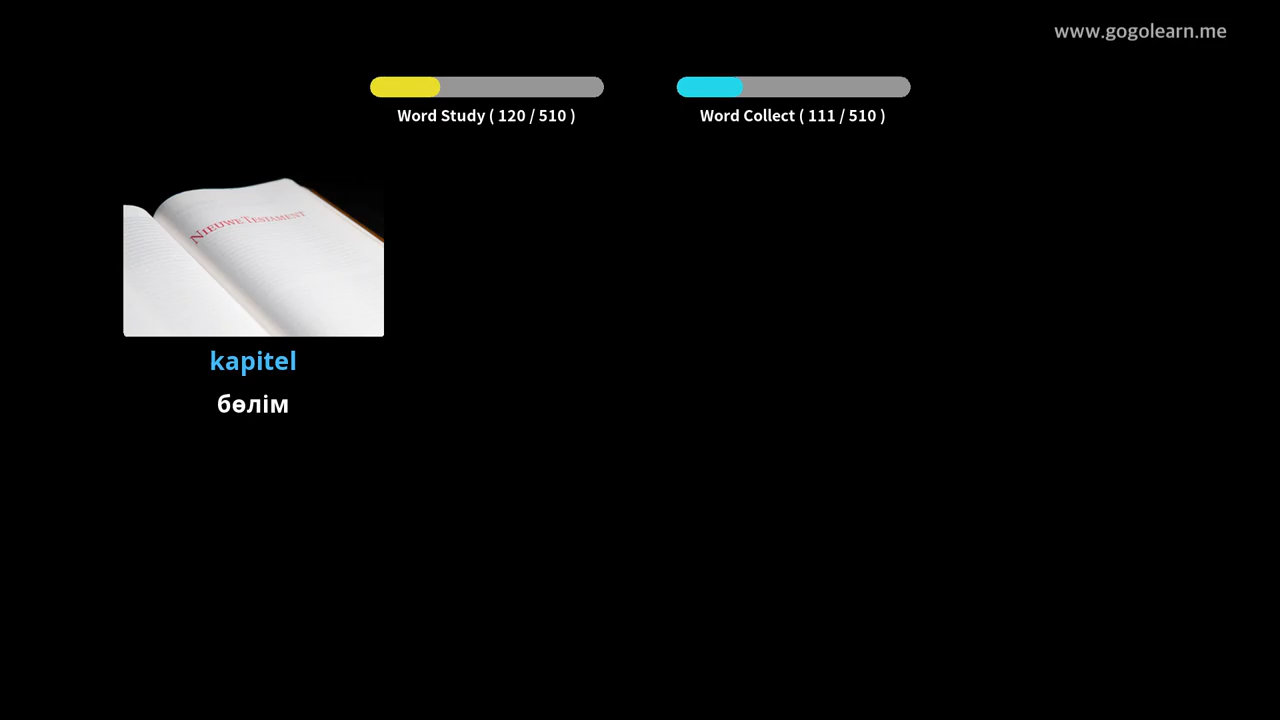 www.gogolearn.me
Word Study ( 120 / 510 )
Word Collect ( 111 / 510 )
NIEUWE TESTAMENT
kapitel
бөлім